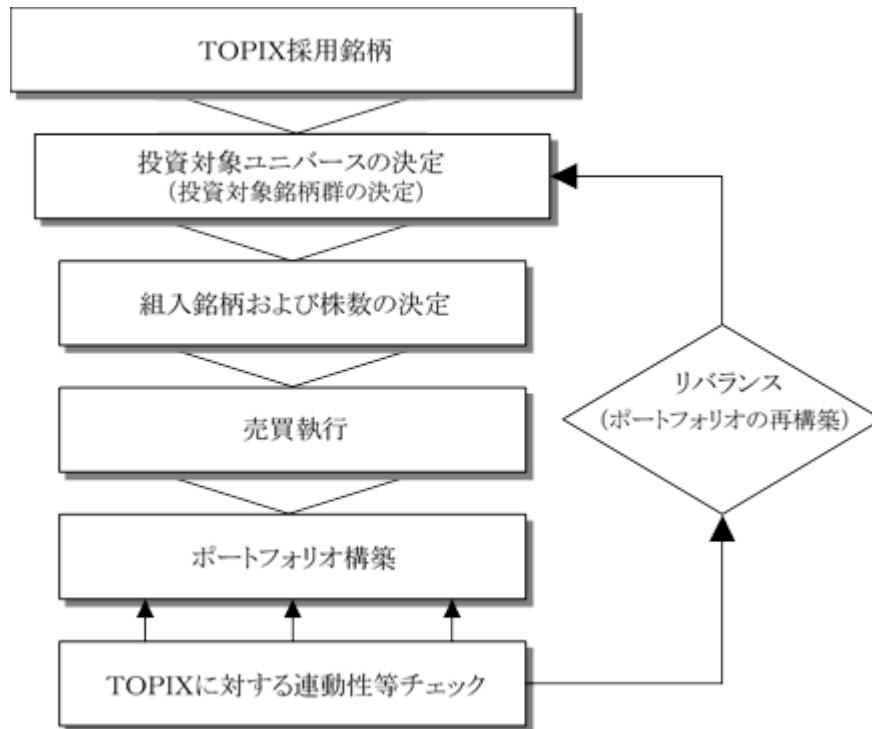 TOPIX採用銘柄
投資対象ユニバースの決定
(投資対象銘柄群の決定)
組入銘柄および株数の決定
リバランス
(ポートフォリオの再構築)
売買執行
ポートフォリオ構築
TOPIXに対する連動性等チェック